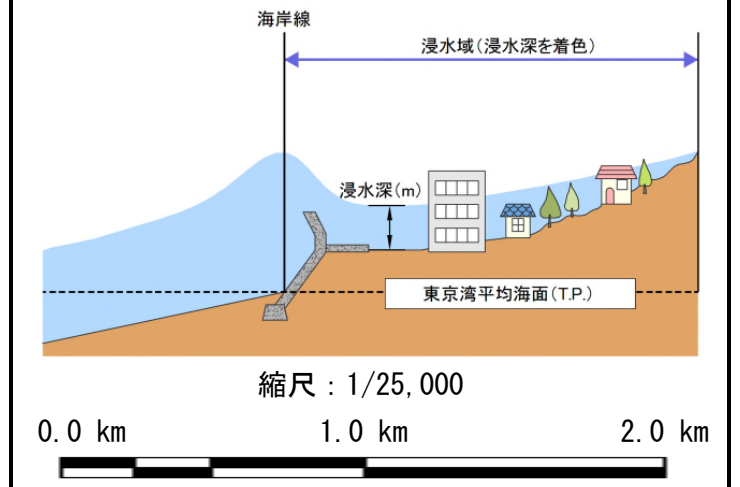 海岸線
浸水域(浸水深を着色)
浸水深(m)
東京湾平均海面(T.P.)
縮尺：1/25,000
0.0 km 1.0 km 2.0 km